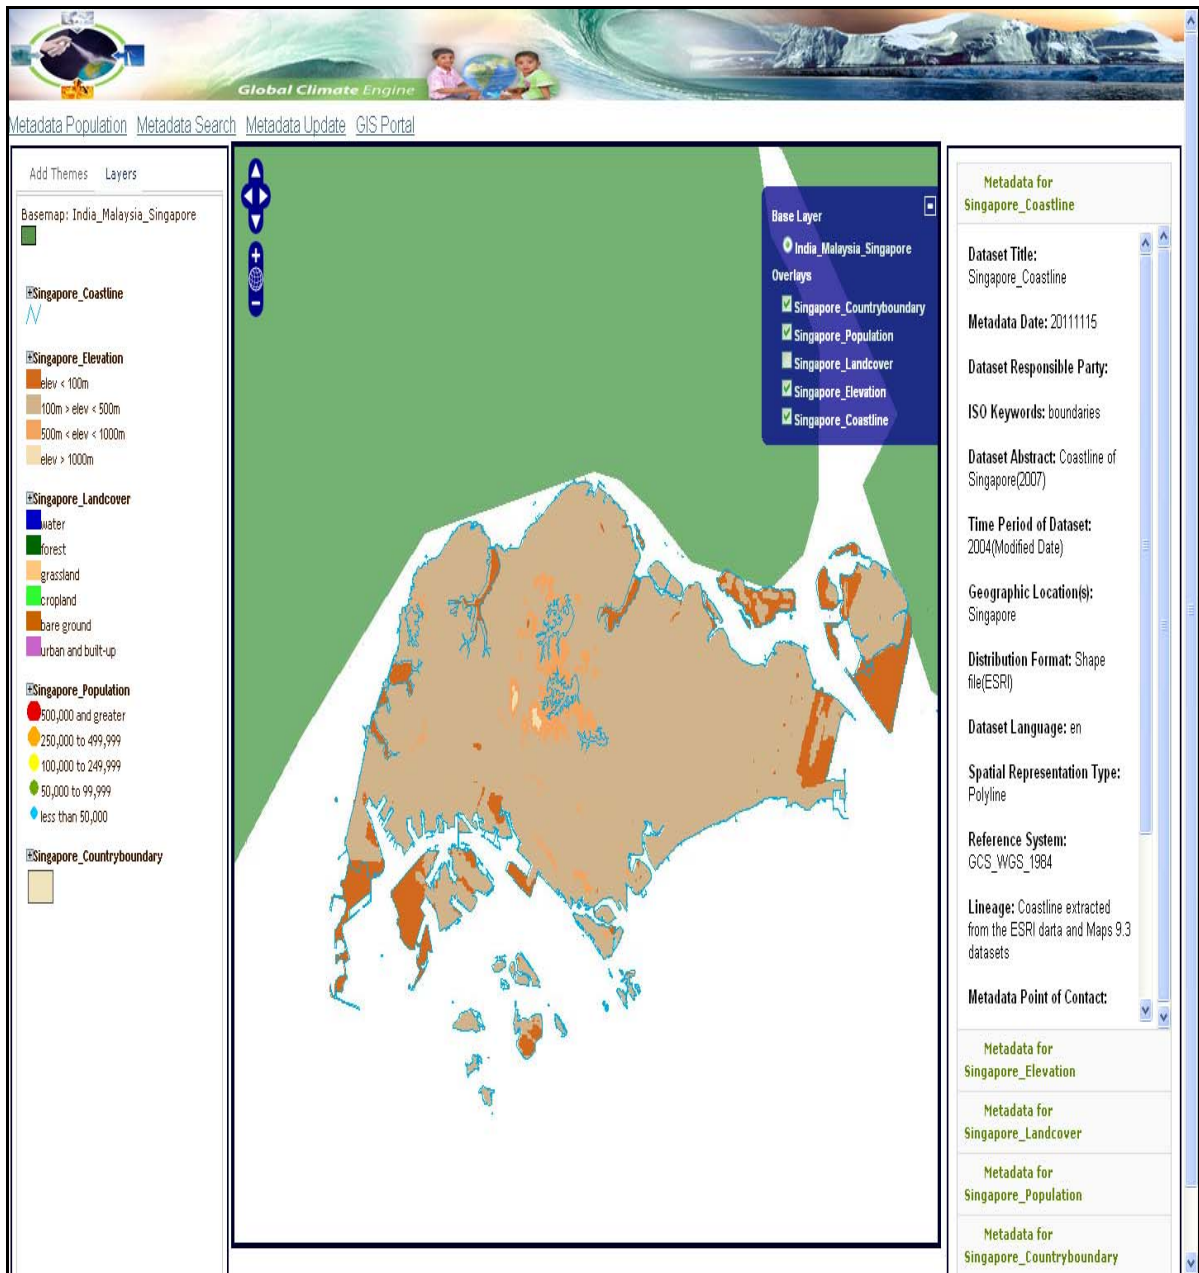 Global Climate Engine
Metadata Population Metadata Search Metadata Update GIS Portal
Add Themes Layers
Basemap: India_Malaysia_Singapore
Singapore_Coastline
Singapore_Elevation
elev < 100m
100m > elev < 500m
500m < elev < 1000m
elev > 1000m
Singapore_Landcover
water
forest
grassland
cropland
bare ground
urban and built-up
Singapore_Population
500,000 and greater
250,000 to 499,999
100,000 to 249,999
50,000 to 99,999
less than 50,000
Singapore_Countryboundary
Base Layer
India_Malaysia_Singapore
Overlays
Singapore_Countryboundary
Singapore_Population
Singapore_Landcover
Singapore_Elevation
Singapore_Coastline
Metadata for
Singapore_Coastline
Dataset Title:
Singapore_Coastline
Metadata Date: 20111115
Dataset Responsible Party:
ISO Keywords: boundaries
Dataset Abstract: Coastline of
Singapore(2007)
Time Period of Dataset:
2004(Modified Date)
Geographic Location(s):
Singapore
Distribution Format: Shape
file(ESRI)
Dataset Language: en
Spatial Representation Type:
Polyline
Reference System:
GCS_WGS_1984
Lineage: Coastline extracted
from the ESRI darta and Maps 9.3
datasets
Metadata Point of Contact:
Metadata for
Singapore_Elevation
Metadata for
Singapore_Landcover
Metadata for
Singapore_Population
Metadata for
Singapore_Countryboundary